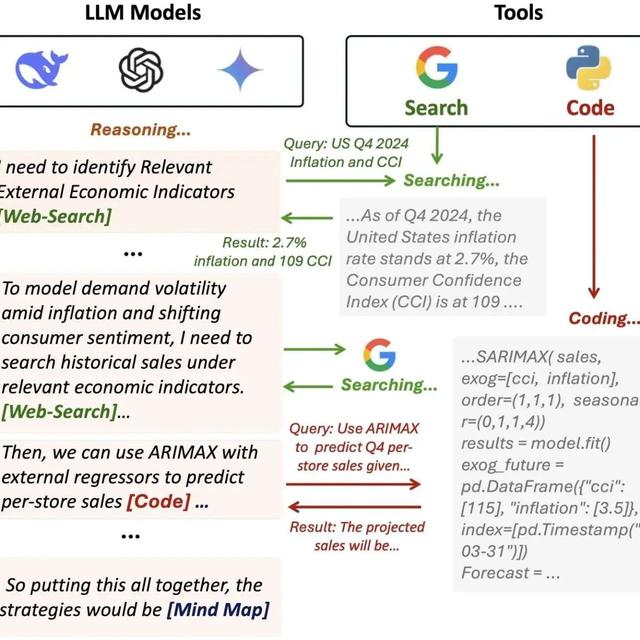 LLM Models
Tools
Search
Code
Reasoning...
I need to identify Relevant
External Economic Indicators
[Web-Search]
...
Query: US Q4 2024
Inflation and CCI
Searching...
Result: 2.7%
inflation and 109 CCI
...As of Q4 2024, the
United States inflation
rate stands at 2.7%, the
Consumer Confidence
Index (CCI) is at 109 ....
To model demand volatility
amid inflation and shifting
consumer sentiment, I need to
search historical sales under
relevant economic indicators.
[Web-Search]...
Searching...
Coding...
Then, we can use ARIMAX with
external regressors to predict
per-store sales [Code] ...
...
Query: Use ARIMAX
to predict Q4 per-
store sales given...
Result: The projected
sales will be...
...SARIMAX( sales,
exog=[cci, inflation],
order=(1,1,1), seasona
r=(0,1,1,4))
results = model.fit()
exog_future =
pd.DataFrame({"cci":
[115], "inflation": [3.5]},
index=[pd.Timestamp("
03-31")])
Forecast = ...
So putting this all together, the
strategies would be [Mind Map]